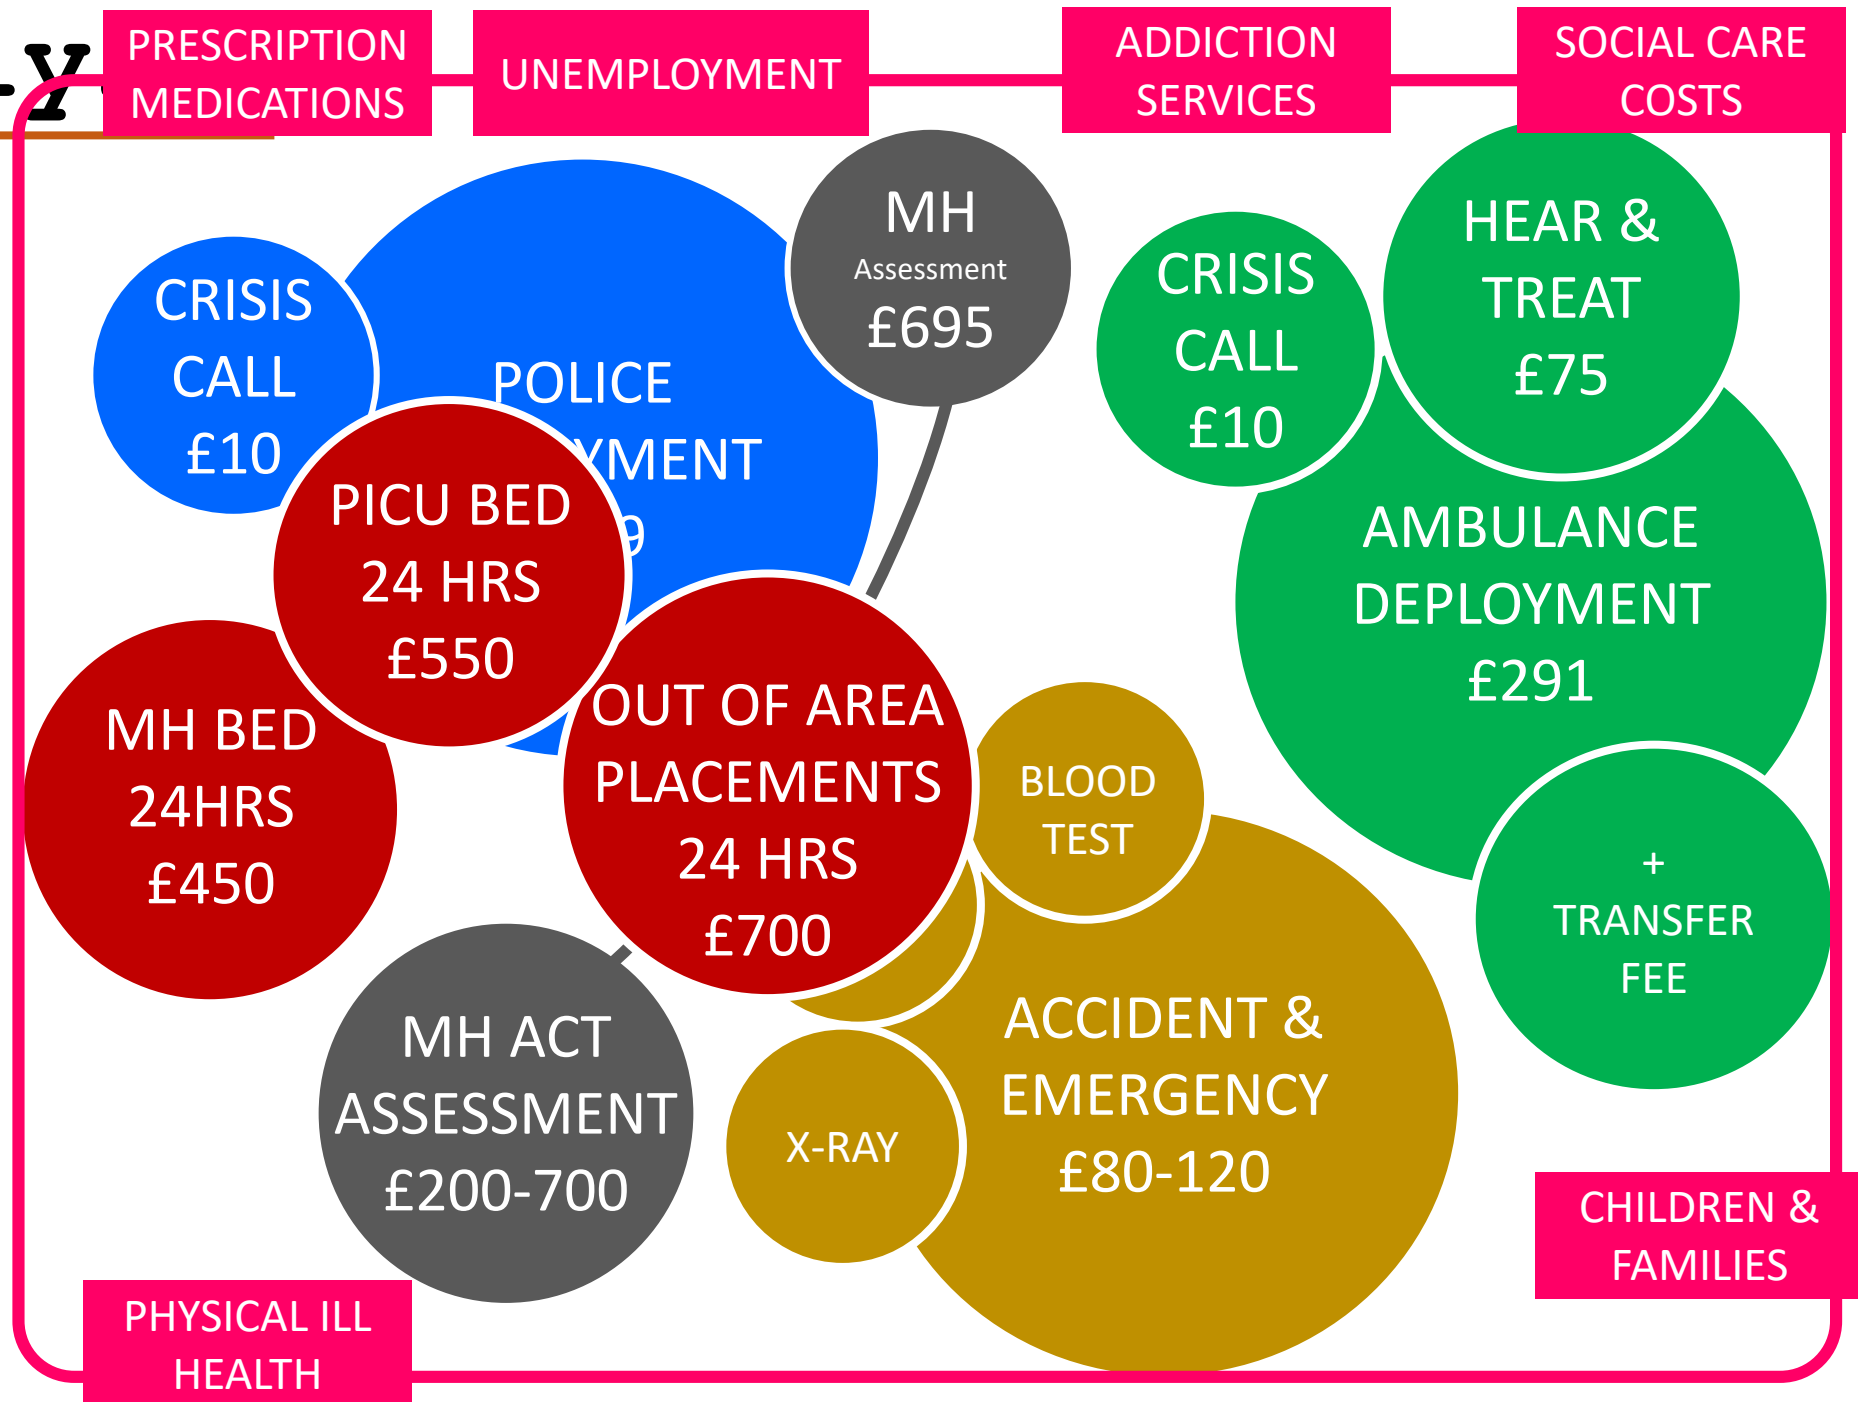 PRESCRIPTION
MEDICATIONS
UNEMPLOYMENT
ADDICTION
SERVICES
SOCIAL CARE
COSTS
CRISIS
CALL
£10
POLICE
MH
Assessment
£695
CRISIS
CALL
£10
HEAR &
TREAT
£75
PICU BED
24 HRS
£550
AMBULANCE
DEPLOYMENT
£291
MH BED
24HRS
£450
OUT OF AREA
PLACEMENTS
24 HRS
£700
BLOOD
TEST
+
TRANSFER
FEE
MH ACT
ASSESSMENT
£200-700
X-RAY
ACCIDENT &
EMERGENCY
£80-120
CHILDREN &
FAMILIES
PHYSICAL ILL
HEALTH